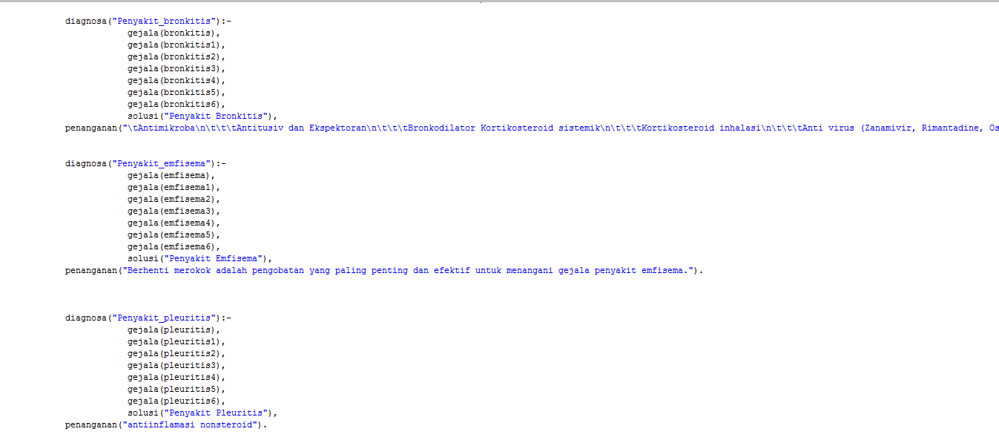 diagnosa("Penyakit_bronkitis"):-
gejala(bronkitis),
gejala(bronkitis1),
gejala(bronkitis2),
gejala(bronkitis3),
gejala(bronkitis4),
gejala(bronkitis5),
gejala(bronkitis6),
solusi("Penyakit Bronkitis"),
penanganan("\tAntimikroba\n\t\t\tAntitusiv dan Ekspektoran\n\t\t\tBronkodilator Kortikosteroid sistemik\n\t\t\tKortikosteroid inhalasi\n\t\t\tAnti virus (Zanamivir, Rimantadine, Os
diagnosa("Penyakit_emfisema"):-
gejala(emfisema),
gejala(emfisema1),
gejala(emfisema2),
gejala(emfisema3),
gejala(emfisema4),
gejala(emfisema5),
gejala(emfisema6),
solusi("Penyakit Emfisema"),
penanganan("Berhenti merokok adalah pengobatan yang paling penting dan efektif untuk menangani gejala penyakit emfisema.").
diagnosa("Penyakit_pleuritis"):-
gejala(pleuritis),
gejala(pleuritis1),
gejala(pleuritis2),
gejala(pleuritis3),
gejala(pleuritis4),
gejala(pleuritis5),
gejala(pleuritis6),
solusi("Penyakit Pleuritis"),
penanganan("antiinflamasi nonsteroid").